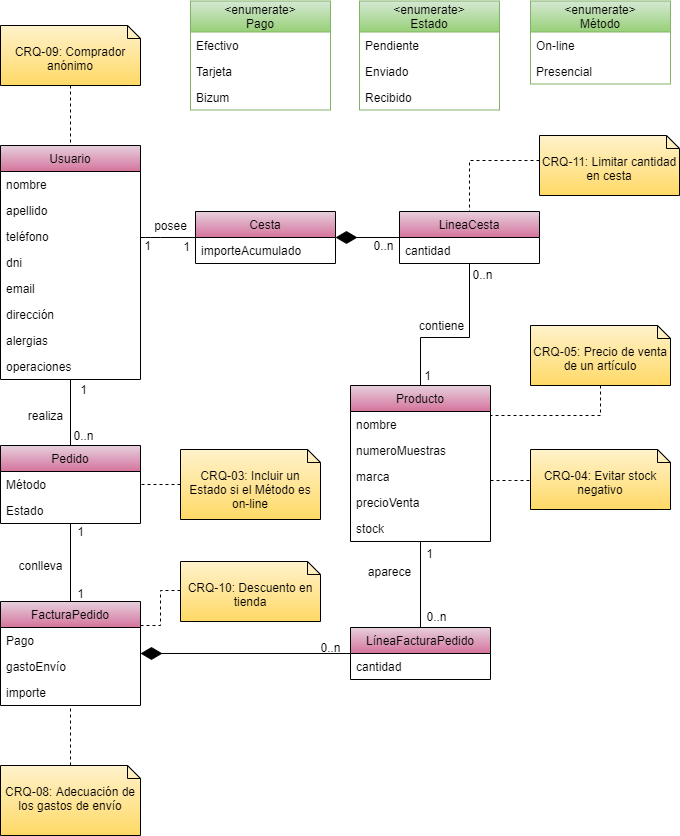 <enumerate>
Pago
Efectivo
Tarjeta
Bizum
<enumerate>
Estado
Pendiente
Enviado
Recibido
<enumerate>
Método
On-line
Presencial
CRQ-09: Comprador
anónimo
Usuario
nombre
apellido
teléfono
dni
email
dirección
alergias
operaciones
posee
1
1
Cesta
importeAcumulado
0..n
LineaCesta
cantidad
CRQ-11: Limitar cantidad
en cesta
0..n
contiene
1
CRQ-05: Precio de venta
de un artículo
Producto
nombre
numeroMuestras
marca
precioVenta
stock
CRQ-04: Evitar stock
negativo
1
realiza
0..n
Pedido
Método
Estado
CRQ-03: Incluir un
Estado si el Método es
on-line
1
conlleva
1
CRQ-10: Descuento en
tienda
1
aparece
0..n
FacturaPedido
Pago
gastoEnvío
importe
0..n
LíneaFacturaPedido
cantidad
CRQ-08: Adecuación de
los gastos de envío